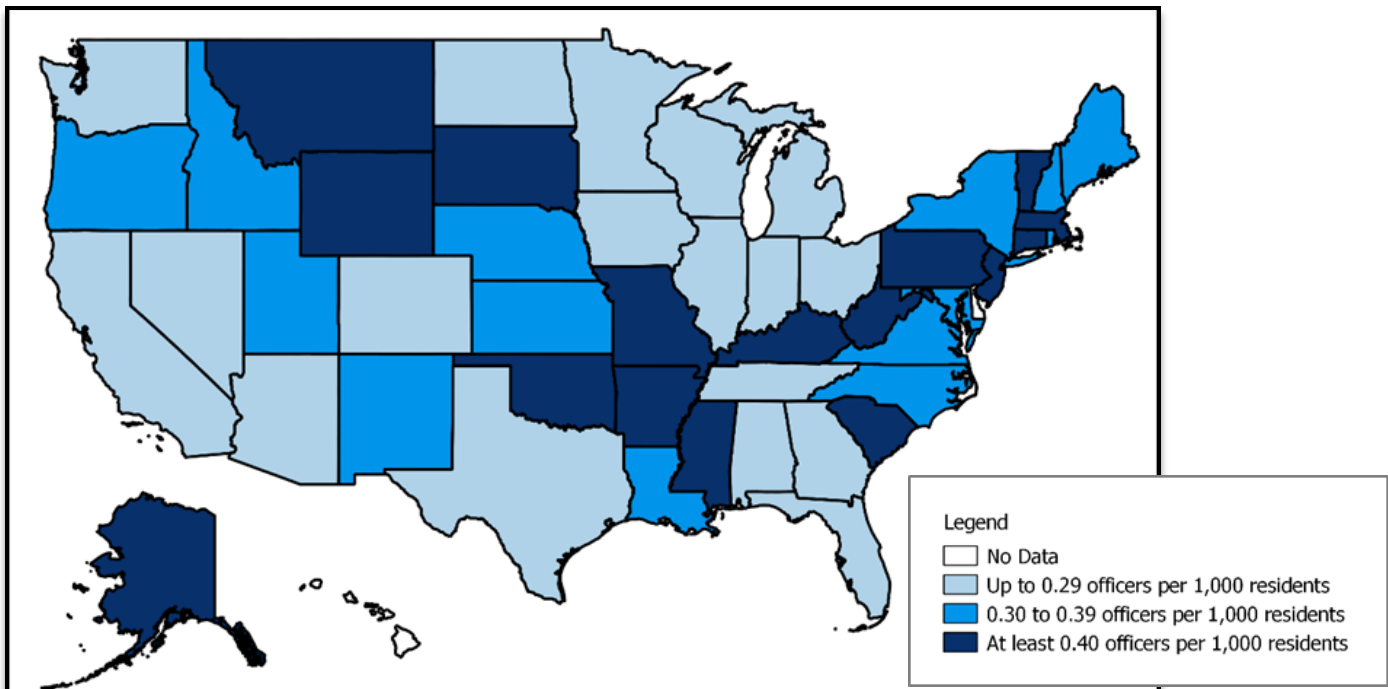 Legend
No Data
Up to 0.29 officers per 1,000 residents
0.30 to 0.39 officers per 1,000 residents
At least 0.40 officers per 1,000 residents